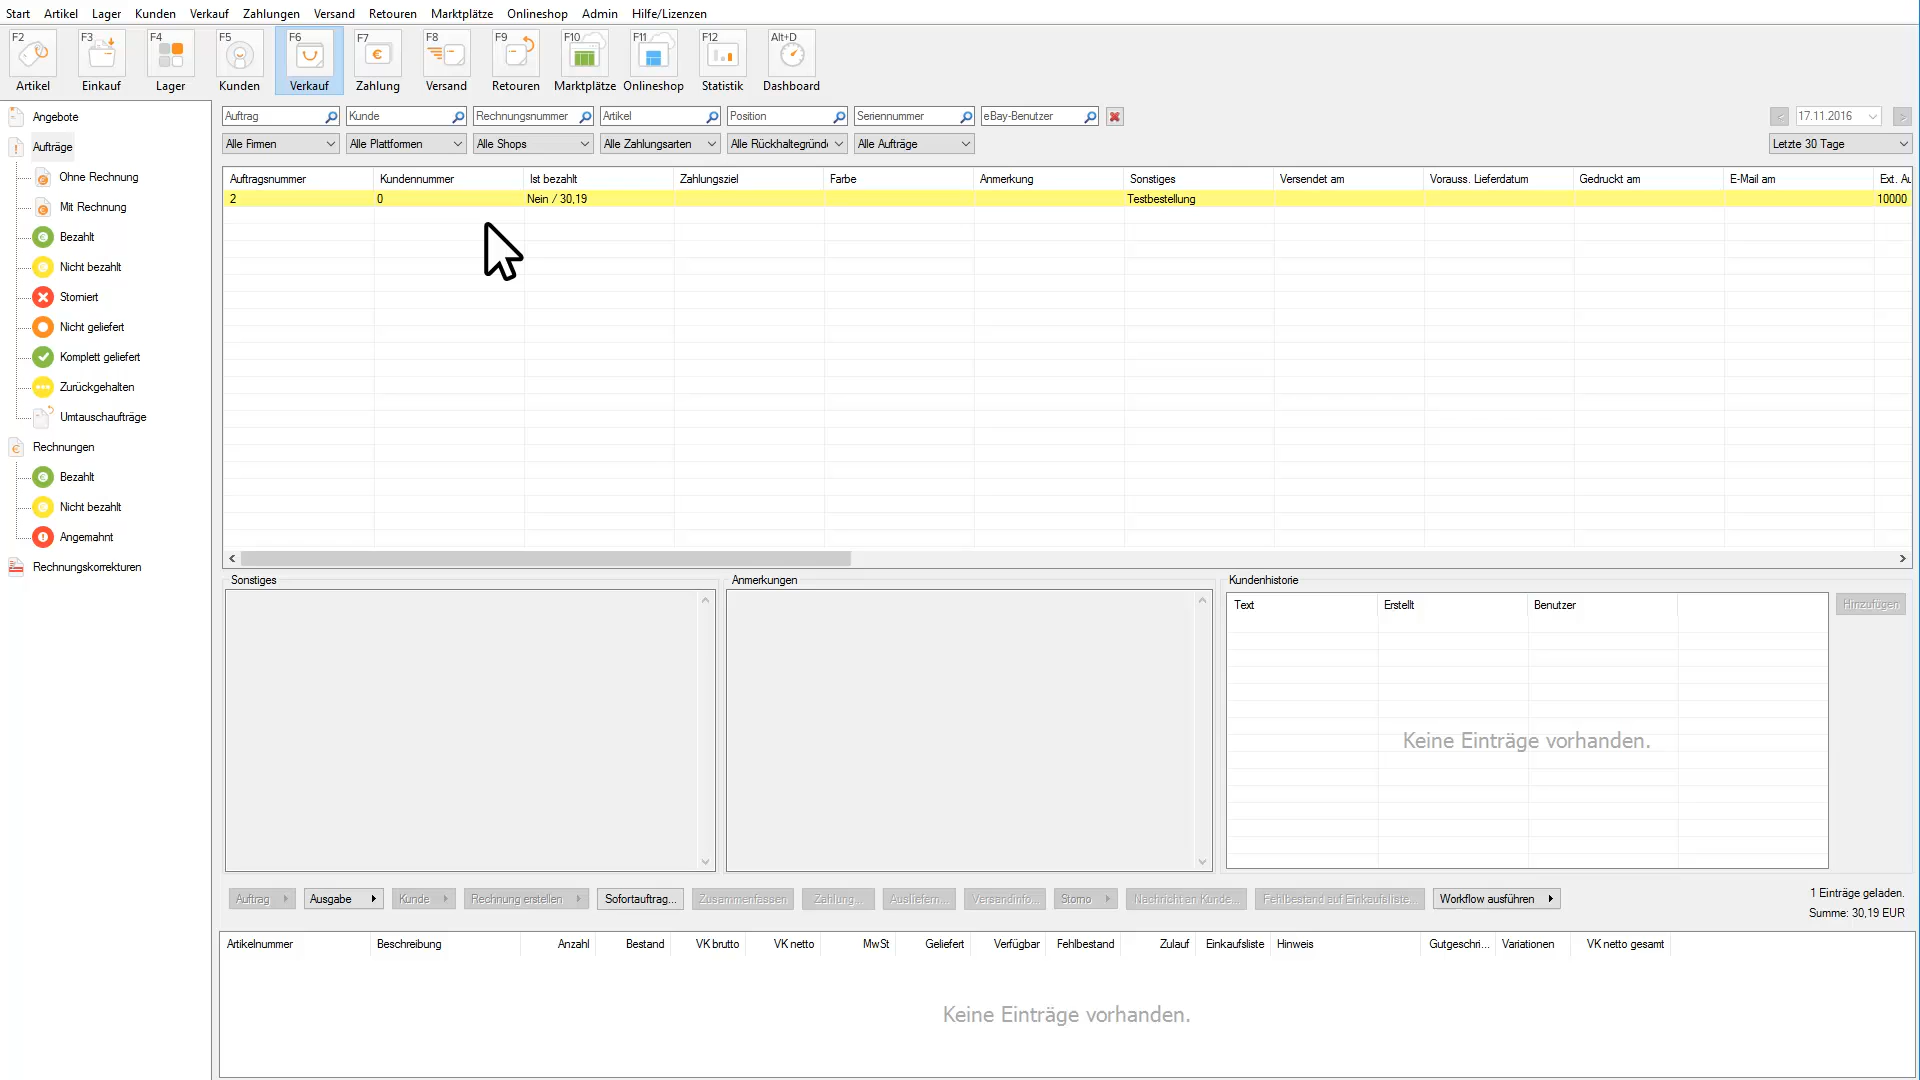 Start Artikel Lager Kunden Verkauf Zahlungen Versand Retouren Marktplätze Onlineshop Admin Hilfe/Lizenzen
F2 F3 F4 F5 F6 F7 F8 F9 F10 F11 F12 Alt+D
Artikel Einkauf Lager Kunden Verkauf Zahlung Versand Retouren Marktplätze Onlineshop Statistik Dashboard
Angebote
Aufträge
Ohne Rechnung
Mit Rechnung
Bezahlt
Nicht bezahlt
Storniert
Nicht geliefert
Komplett geliefert
Zurückgehalten
Umtauschaufträge
Rechnungen
Bezahlt
Nicht bezahlt
Angemahnt
Rechnungskorrekturen
Auftrag Kunde Rechnungsnummer Artikel Position Seriennummer eBay-Benutzer < 17.11.2016 >
Alle Firmen Alle Plattformen Alle Shops Alle Zahlungsarten Alle Rückhaltegründ Alle Aufträge Letzte 30 Tage
Auftragsnummer Kundennummer Ist bezahlt Zahlungsziel Farbe Anmerkung Sonstiges Versendet am Vorauss. Lieferdatum Gedruckt am E-Mail am Ext. Au
2 0 Nein / 30,19 Testbestellung 10000
Sonstiges Anmerkungen Kundenhistorie
Text Erstellt Benutzer Hinzufügen
Keine Einträge vorhanden.
Auftrag Ausgabe Kunde Rechnung erstellen Sofortauftrag... Zusammenfassen Zahlung... Ausliefern... Versandinfo... Storno Nachricht an Kunde... Fehlbestand auf Einkaufsliste... Workflow ausführen
1 Einträge geladen.
Summe: 30,19 EUR
Artikelnummer Beschreibung Anzahl Bestand VK brutto VK netto MwSt Geliefert Verfügbar Fehlbestand Zulauf Einkaufsliste Hinweis Gutgeschri... Variationen VK netto gesamt
Keine Einträge vorhanden.